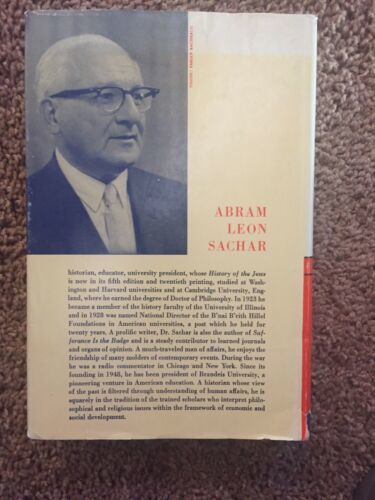 ABRAM
LEON
SACHAR
historian, educator, university president, whose History of the Jews
is now in its fifth edition and twentieth printing, studied at Wash-
ington and Harvard universities and at Cambridge University, Eng-
land, where he earned the degree of Doctor of Philosophy. In 1923 he
became a member of the history faculty of the University of Illinois
and in 1928 was named National Director of the B'nai B'rith Hillel
Foundations in American universities, a post which he held for
twenty years. A prolific writer, Dr. Sachar is also the author of Suf-
ferance Is the Badge and is a steady contributor to learned journals
and organs of opinion. A much-traveled man of affairs, he enjoys the
friendship of many molders of contemporary events. During the war
he was a radio commentator in Chicago and New York. Since its
founding in 1948, he has been president of Brandeis University, a
pioneering venture in American education. A historian whose view
of the past is filtered through understanding of human affairs, he is
squarely in the tradition of the trained scholars who interpret philo-
sophical and religious issues within the framework of economic and
social development.